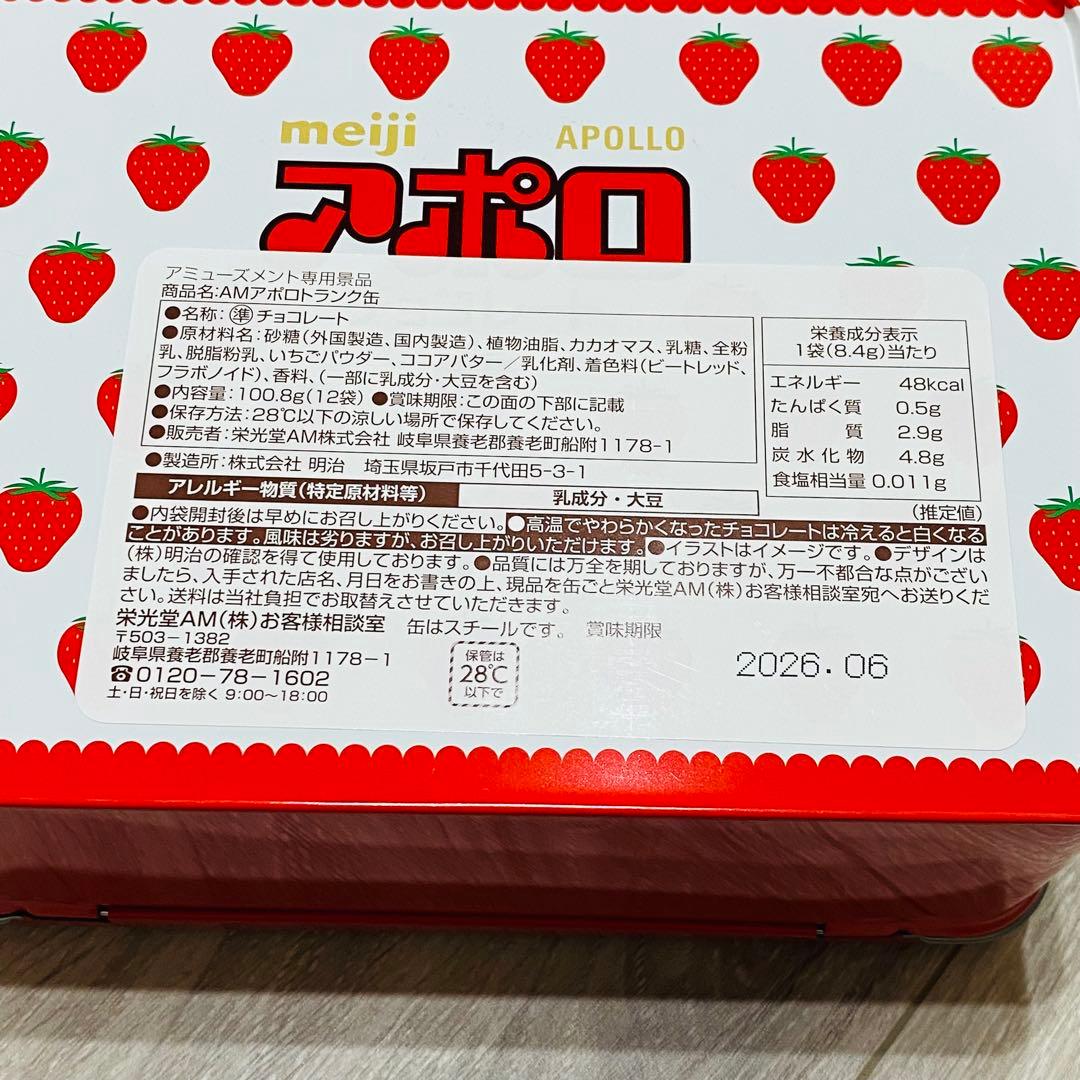 meiji APOLLO
アポロ
アミューズメント専用景品
商品名:AMアポロトランク缶
●名称:㊤準 チョコレート
●原材料名:砂糖(外国製造、国内製造)、植物油脂、カカオマス、乳糖、全粉
乳、脱脂粉乳、いちごパウダー、ココアバター/乳化剤、着色料(ビートレッド、
フラボノイド)、香料、(一部に乳成分・大豆を含む)
●内容量:100.8g(12袋) ●賞味期限:この面の下部に記載
●保存方法:28℃以下の涼しい場所で保存してください。
●販売者:栄光堂AM株式会社 岐阜県養老郡養老町船附1178-1
●製造所:株式会社 明治 埼玉県坂戸市千代田5-3-1
アレルギー物質(特定原材料等) 乳成分・大豆
栄養成分表示
1袋(8.4g)当たり
エネルギー 48kcal
たんぱく質 0.5g
脂質 2.9g
炭水化物 4.8g
食塩相当量 0.011g
(推定値)
●内袋開封後は早めにお召し上がりください。●高温でやわらかくなったチョコレートは冷えると白くなる
ことがあります。風味は劣りますが、お召し上がりいただけます。●イラストはイメージです。●デザインは
(株)明治の確認を得て使用しております。●品質には万全を期しておりますが、万一不都合な点がござい
ましたら、入手された店名、月日をお書きの上、現品を缶ごと栄光堂AM(株)お客様相談室宛へお送りくだ
さい。送料は当社負担でお取替えさせていただきます。
栄光堂AM(株)お客様相談室 缶はスチールです。 賞味期限
〒503-1382
岐阜県養老郡養老町船附1178-1
☎0120-78-1602
土・日・祝日を除く 9:00〜18:00
保管は
28℃
以下で
2026.06